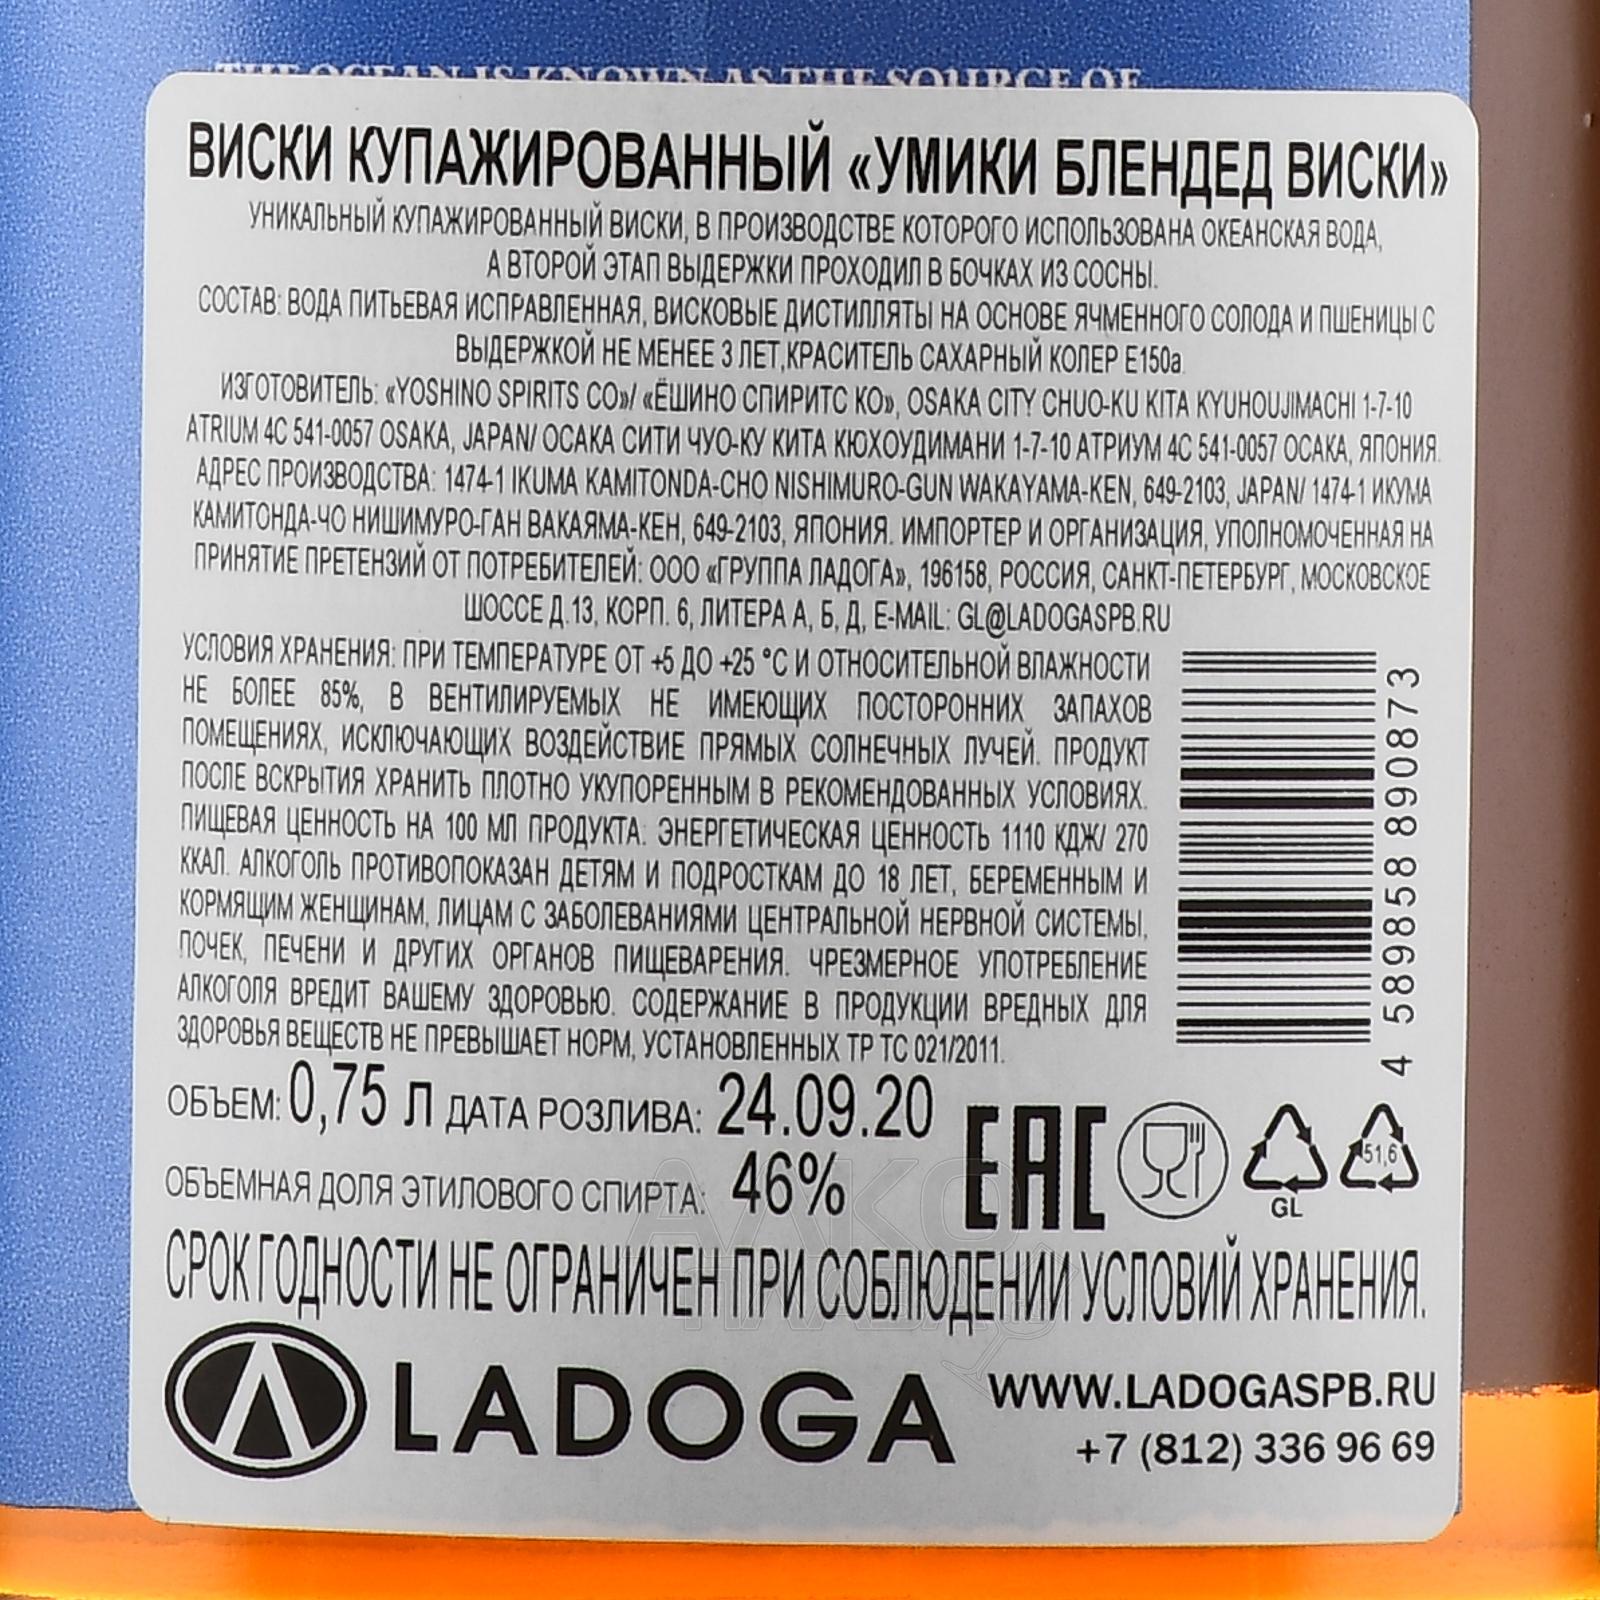 THE OCEAN IS KNOWN AS THE SOURCE OF
ВИСКИ КУПАЖИРОВАННЫЙ «УМИКИ БЛЕНДЕД ВИСКИ»
УНИКАЛЬНЫЙ КУПАЖИРОВАННЫЙ ВИСКИ, В ПРОИЗВОДСТВЕ КОТОРОГО ИСПОЛЬЗОВАНА ОКЕАНСКАЯ ВОДА,
А ВТОРОЙ ЭТАП ВЫДЕРЖКИ ПРОХОДИЛ В БОЧКАХ ИЗ СОСНЫ.
СОСТАВ: ВОДА ПИТЬЕВАЯ ИСПРАВЛЕННАЯ, ВИСКОВЫЕ ДИСТИЛЛЯТЫ НА ОСНОВЕ ЯЧМЕННОГО СОЛОДА И ПШЕНИЦЫ С
ВЫДЕРЖКОЙ НЕ МЕНЕЕ 3 ЛЕТ,КРАСИТЕЛЬ САХАРНЫЙ КОЛЕР Е150а
ИЗГОТОВИТЕЛЬ: «YOSHINO SPIRITS CO»/ «ЁШИНО СПИРИТС КО», OSAKA CITY CHUO-KU KITA KYUHOUJIMACHI 1-7-10
ATRIUM 4C 541-0057 OSAKA, JAPAN/ ОСАКА СИТИ ЧУО-КУ КИТА КЮХОУДИМАНИ 1-7-10 АТРИУМ 4С 541-0057 ОСАКА, ЯПОНИЯ.
АДРЕС ПРОИЗВОДСТВА: 1474-1 IKUMA KAMITONDA-CHO NISHIMURO-GUN WAKAYAMA-KEN, 649-2103, JAPAN/ 1474-1 ИКУМА
КАМИТОНДА-ЧО НИШИМУРО-ГАН ВАКАЯМА-КЕН, 649-2103, ЯПОНИЯ. ИМПОРТЕР И ОРГАНИЗАЦИЯ, УПОЛНОМОЧЕННАЯ НА
ПРИНЯТИЕ ПРЕТЕНЗИЙ ОТ ПОТРЕБИТЕЛЕЙ: ООО «ГРУППА ЛАДОГА», 196158, РОССИЯ, САНКТ-ПЕТЕРБУРГ, МОСКОВСКОЕ
ШОССЕ Д.13, КОРП. 6, ЛИТЕРА А, Б, Д, E-MAIL: GL@LADOGASPB.RU
УСЛОВИЯ ХРАНЕНИЯ: ПРИ ТЕМПЕРАТУРЕ ОТ +5 ДО +25 °С И ОТНОСИТЕЛЬНОЙ ВЛАЖНОСТИ
НЕ БОЛЕЕ 85%, В ВЕНТИЛИРУЕМЫХ НЕ ИМЕЮЩИХ ПОСТОРОННИХ ЗАПАХОВ
ПОМЕЩЕНИЯХ, ИСКЛЮЧАЮЩИХ ВОЗДЕЙСТВИЕ ПРЯМЫХ СОЛНЕЧНЫХ ЛУЧЕЙ. ПРОДУКТ
ПОСЛЕ ВСКРЫТИЯ ХРАНИТЬ ПЛОТНО УКУПОРЕННЫМ В РЕКОМЕНДОВАННЫХ УСЛОВИЯХ.
ПИЩЕВАЯ ЦЕННОСТЬ НА 100 МЛ ПРОДУКТА: ЭНЕРГЕТИЧЕСКАЯ ЦЕННОСТЬ 1110 КДЖ/ 270
ККАЛ. АЛКОГОЛЬ ПРОТИВОПОКАЗАН ДЕТЯМ И ПОДРОСТКАМ ДО 18 ЛЕТ, БЕРЕМЕННЫМ И
КОРМЯЩИМ ЖЕНЩИНАМ, ЛИЦАМ С ЗАБОЛЕВАНИЯМИ ЦЕНТРАЛЬНОЙ НЕРВНОЙ СИСТЕМЫ,
ПОЧЕК, ПЕЧЕНИ И ДРУГИХ ОРГАНОВ ПИЩЕВАРЕНИЯ. ЧРЕЗМЕРНОЕ УПОТРЕБЛЕНИЕ
АЛКОГОЛЯ ВРЕДИТ ВАШЕМУ ЗДОРОВЬЮ. СОДЕРЖАНИЕ В ПРОДУКЦИИ ВРЕДНЫХ ДЛЯ
ЗДОРОВЬЯ ВЕЩЕСТВ НЕ ПРЕВЫШАЕТ НОРМ, УСТАНОВЛЕННЫХ ТР ТС 021/2011.
4 589858 890873
ОБЪЕМ: 0,75 л ДАТА РОЗЛИВА: 24.09.20
ОБЪЕМНАЯ ДОЛЯ ЭТИЛОВОГО СПИРТА: 46%
EAC
GL
51,6
СРОК ГОДНОСТИ НЕ ОГРАНИЧЕН ПРИ СОБЛЮДЕНИИ УСЛОВИЙ ХРАНЕНИЯ.
LADOGA
WWW.LADOGASPB.RU
+7 (812) 336 96 69